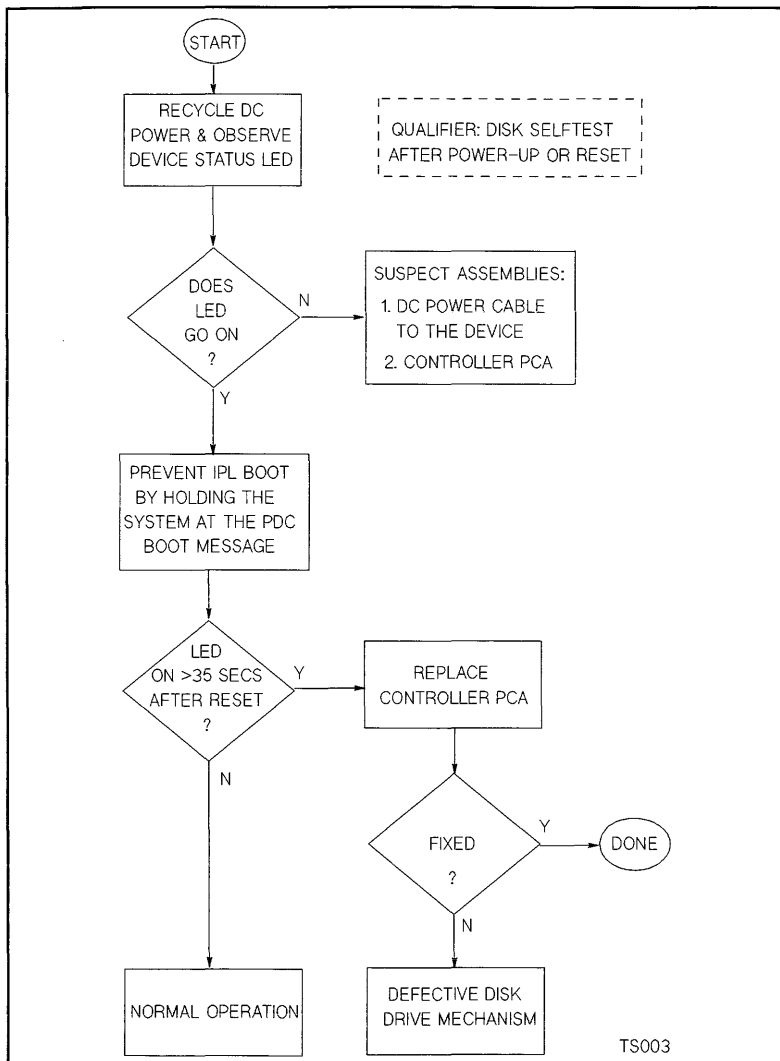 START
RECYCLE DC
POWER & OBSERVE
DEVICE STATUS LED
QUALIFIER: DISK SELFTEST
AFTER POWER-UP OR RESET
DOES
LED
GO ON
?
N
SUSPECT ASSEMBLIES:
1. DC POWER CABLE
TO THE DEVICE
2. CONTROLLER PCA
Y
PREVENT IPL BOOT
BY HOLDING THE
SYSTEM AT THE PDC
BOOT MESSAGE
LED
ON >35 SECS
AFTER RESET
?
Y
REPLACE
CONTROLLER PCA
N
FIXED
?
Y
DONE
N
NORMAL OPERATION
DEFECTIVE DISK
DRIVE MECHANISM
TS003